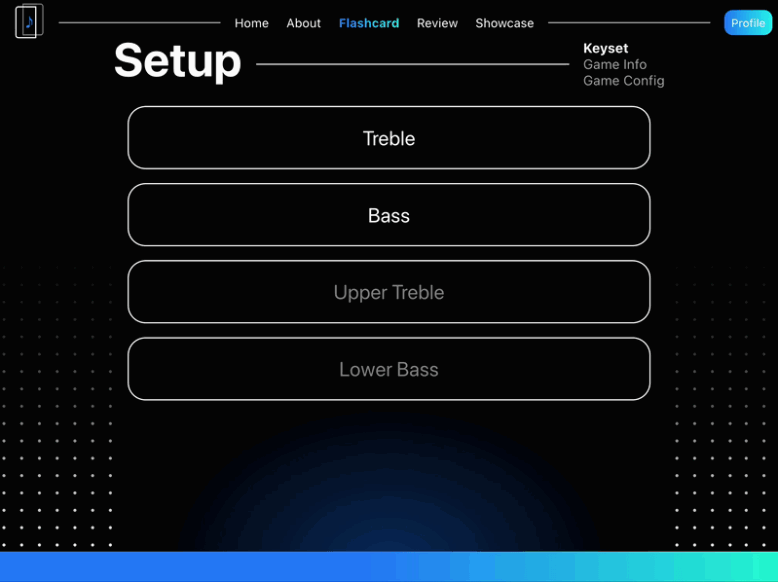 Home About Flashcard Review Showcase Profile
Setup
Keyset
Game Info
Game Config
Treble
Bass
Upper Treble
Lower Bass